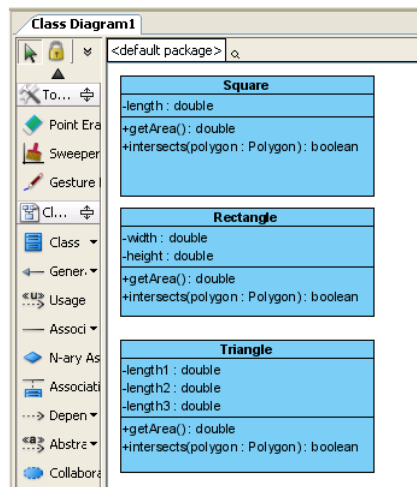 Class Diagram1
<default package>
To...
Point Era
Sweeper
Gesture
Cl...
Class
Gener.
Usage
Associ
N-ary As
Associati
Depen
Abstra
Collabora
Square
-length : double
+getArea() : double
+intersects(polygon : Polygon) : boolean
Rectangle
-width : double
-height : double
+getArea() : double
+intersects(polygon : Polygon) : boolean
Triangle
-length1 : double
-length2 : double
-length3 : double
+getArea() : double
+intersects(polygon : Polygon) : boolean